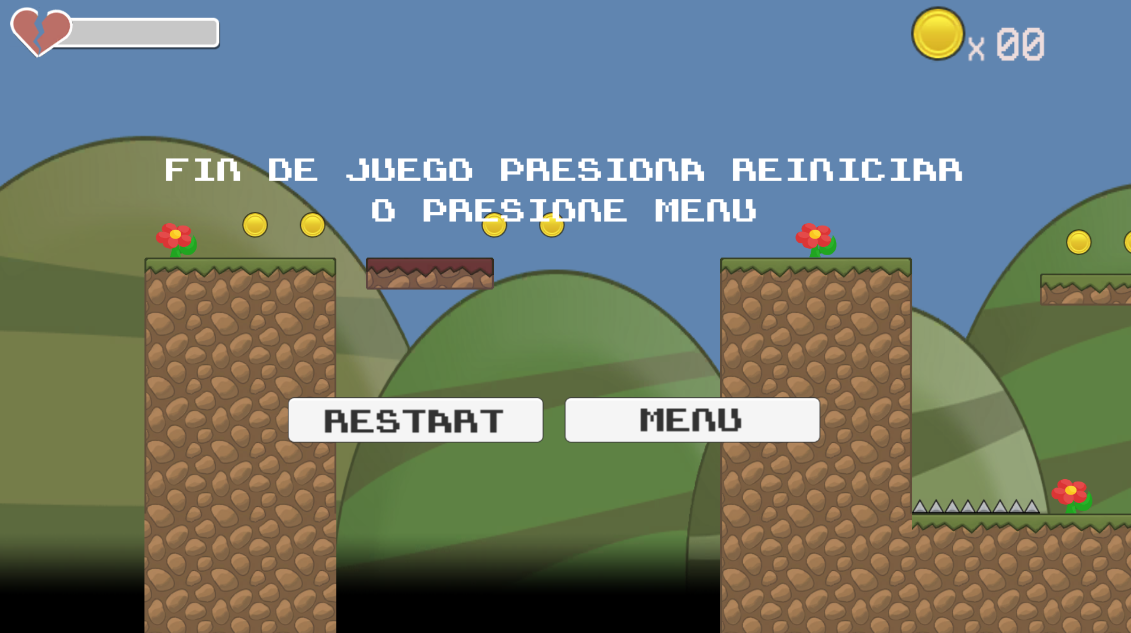 x 00
FIN DE JUEGO PRESIONA REINICIAR
O PRESIONE MENU
RESTART MENU